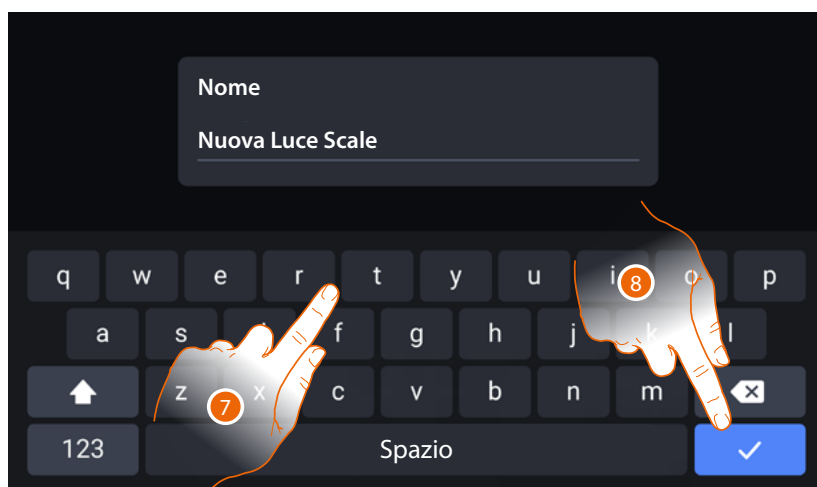 Nome
Nuova Luce Scale
q w e r t y u i o p
a s d f g h j k l
z x c v b n m
123 Spazio
7
8